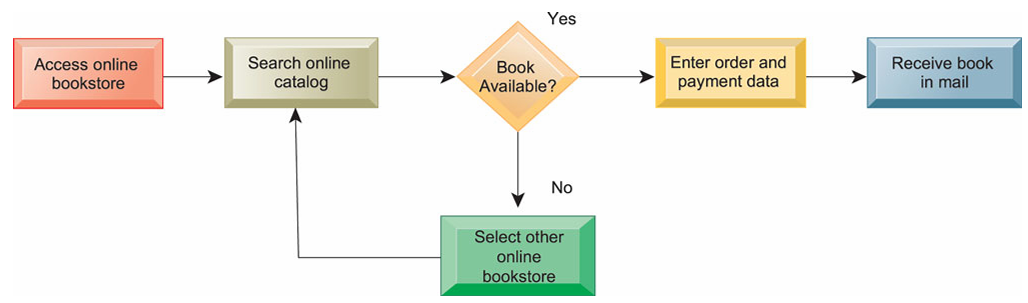 Access online
bookstore
Search online
catalog
Book
Available?
Yes
Enter order and
payment data
Receive book
in mail
No
Select other
online
bookstore